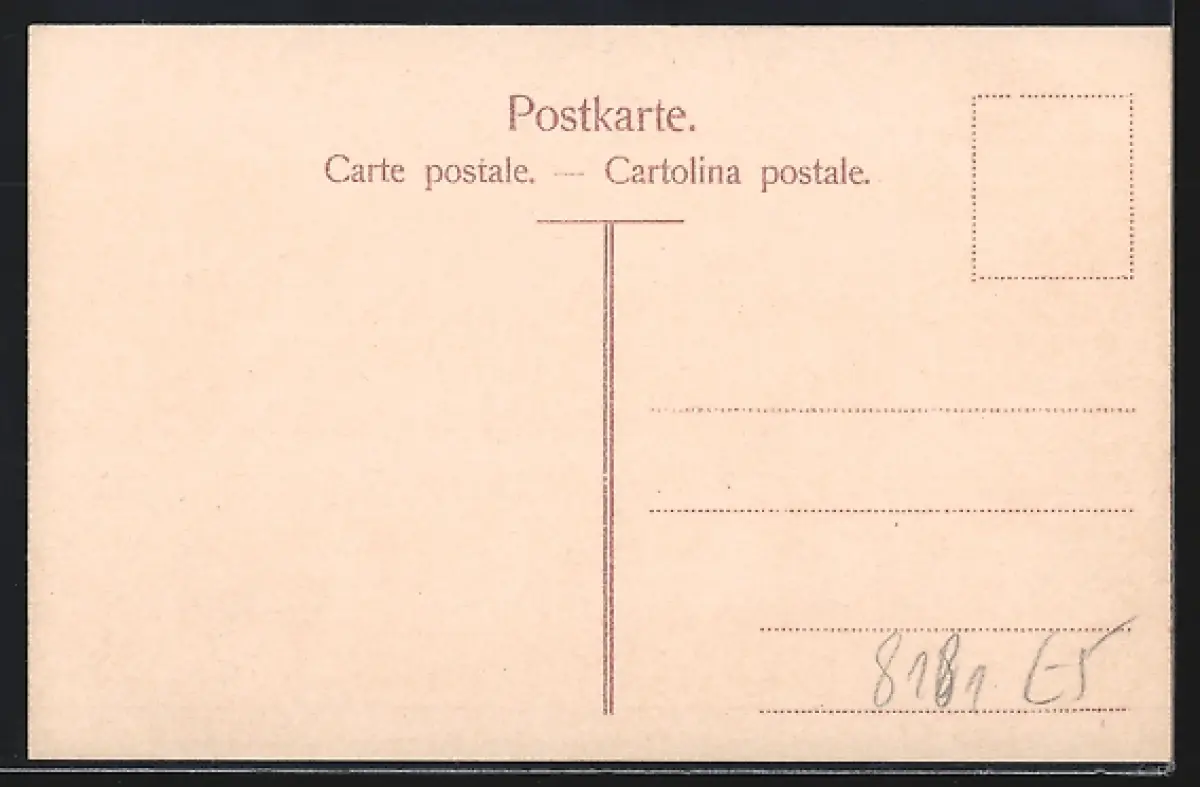 Postkarte.
Carte postale. — Cartolina postale.
8181 E5